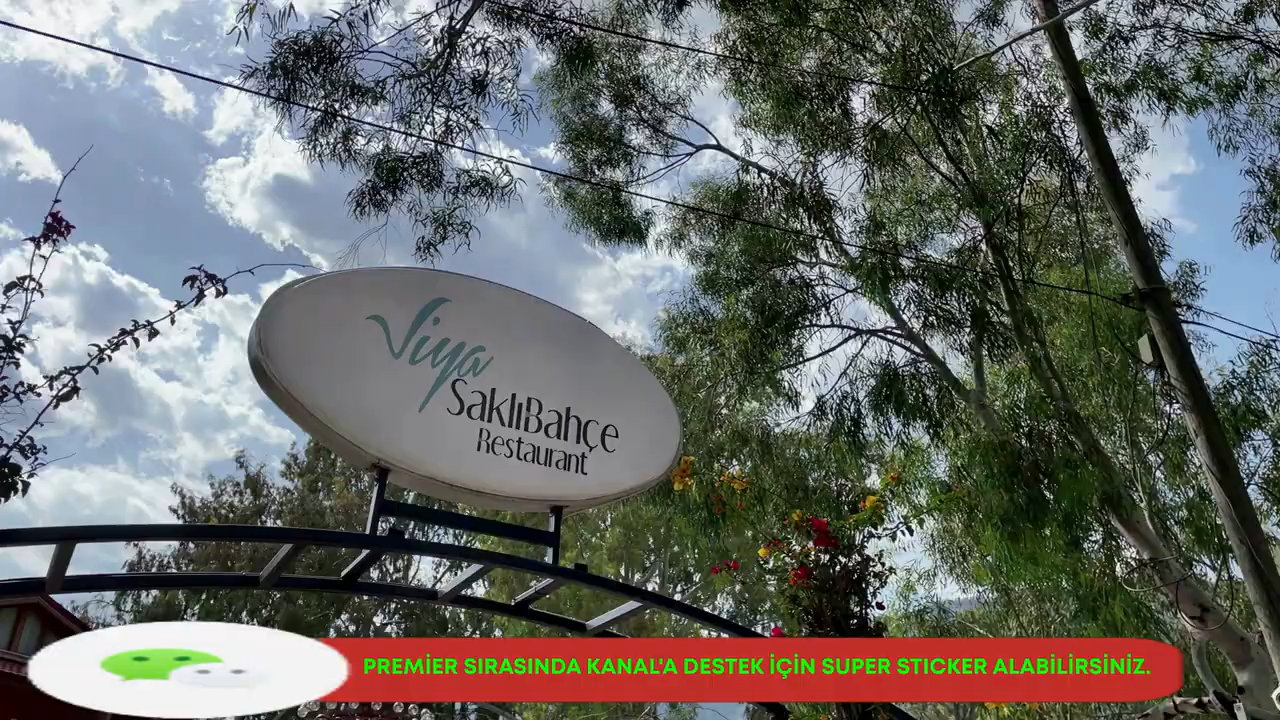 Viya
SaklıBahçe
Restaurant
PREMİER SIRASINDA KANAL'A DESTEK İÇİN SUPER STICKER ALABİLİRSİNİZ.